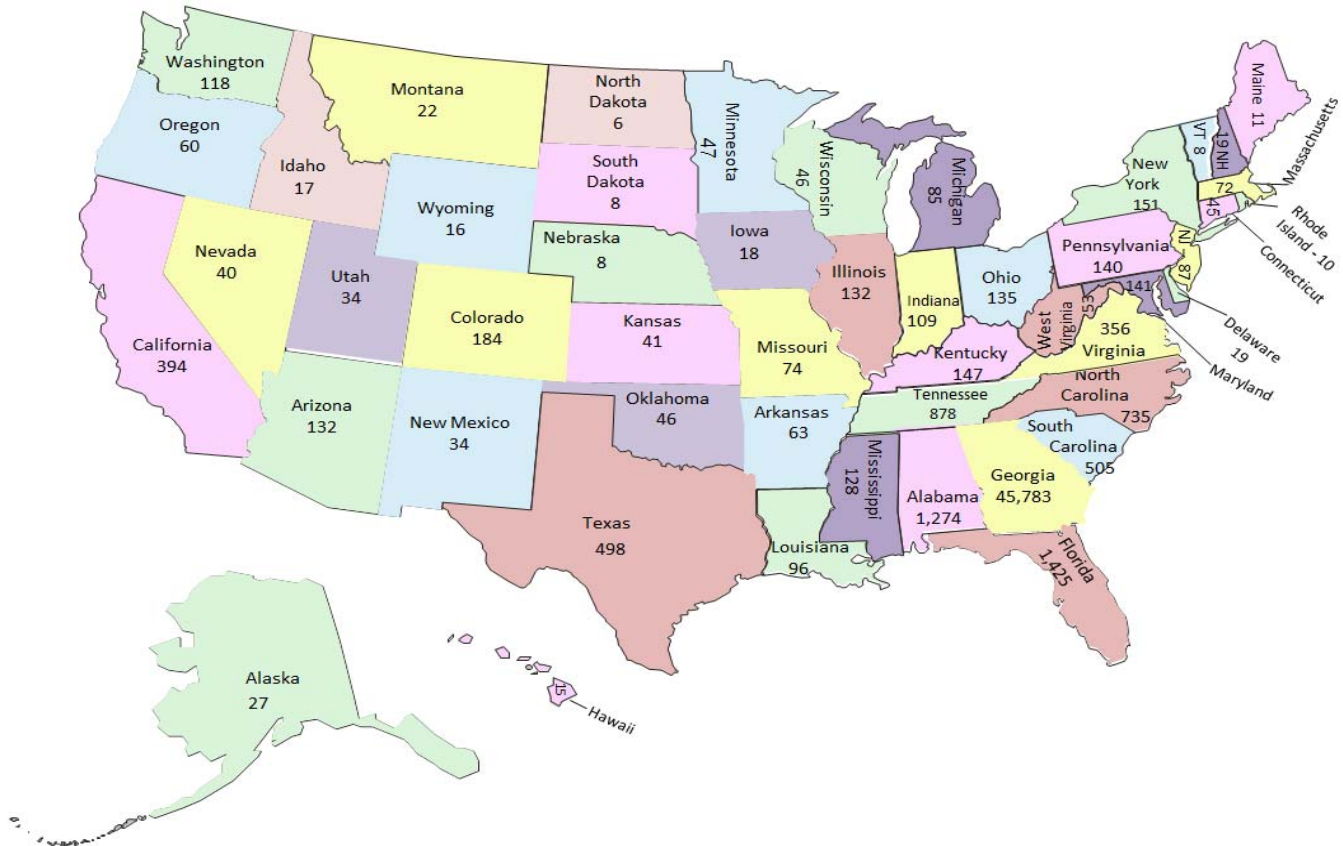 Washington
118
Oregon
60
California
394
Nevada
40
Idaho
17
Montana
22
Wyoming
16
Utah
34
Colorado
184
Arizona
132
New Mexico
34
North
Dakota
6
South
Dakota
8
Nebraska
8
Kansas
41
Oklahoma
46
Texas
498
Minnesota
47
Iowa
18
Missouri
74
Arkansas
63
Louisiana
96
Wisconsin
46
Illinois
132
Michigan
85
Indiana
109
Ohio
135
Kentucky
147
Tennessee
878
Mississippi
128
Alabama
1,274
Georgia
45,783
Florida
1,425
South
Carolina
505
North
Carolina
735
356
Virginia
West
Virginia
53
Pennsylvania
140
New
York
151
VT 8
19 NH
Maine 11
72
Massachusetts
Rhode
Island - 10
45
Connecticut
NJ - 87
Delaware
19
141
Maryland
Alaska
27
15
Hawaii